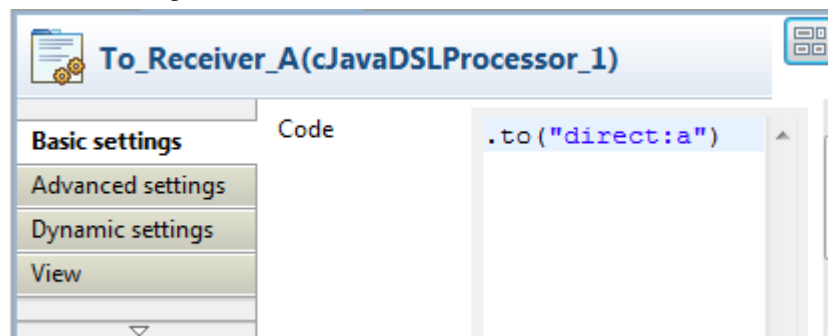 To_Receiver_A(cJavaDSLProcessor_1)
Basic settings
Code
.to("direct:a")
Advanced settings
Dynamic settings
View